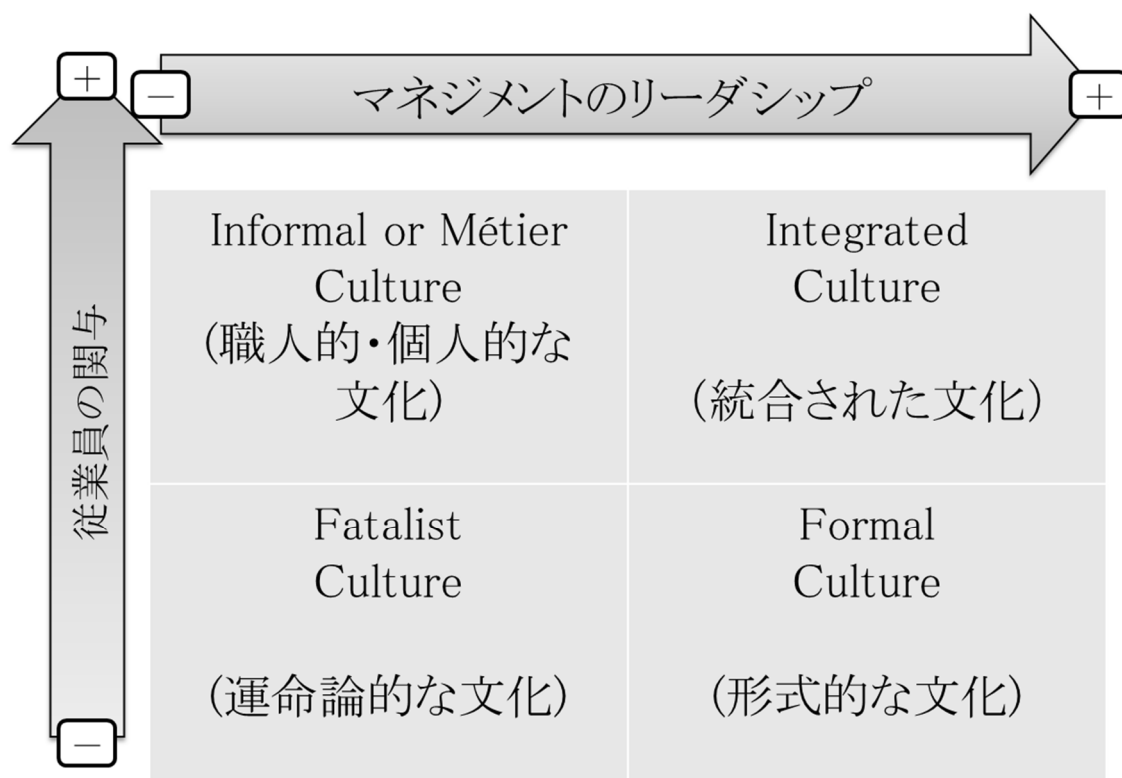 +
−
マネジメントのリーダシップ
+
従業員の関与
−
Informal or Métier
Culture
(職人的・個人的な
文化)
Integrated
Culture
(統合された文化)
Fatalist
Culture
(運命論的な文化)
Formal
Culture
(形式的な文化)